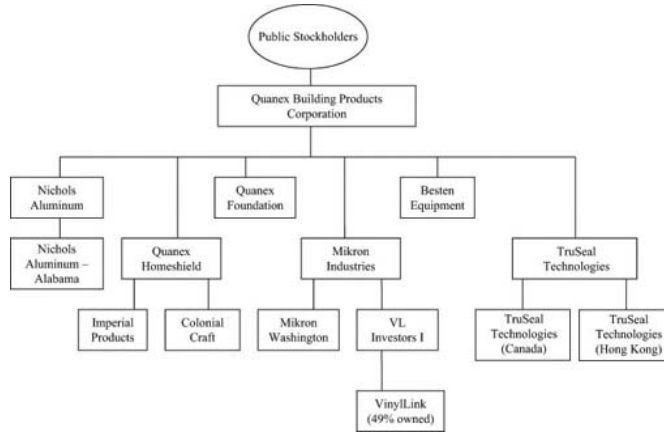 Public Stockholders
Quanex Building Products
Corporation
Nichols
Aluminum
Quanex
Foundation
Besten
Equipment
Nichols
Aluminum –
Alabama
Quanex
Homeshield
Mikron
Industries
TruSeal
Technologies
Imperial
Products
Colonial
Craft
Mikron
Washington
VL
Investors I
TruSeal
Technologies
(Canada)
TruSeal
Technologies
(Hong Kong)
VinylLink
(49% owned)